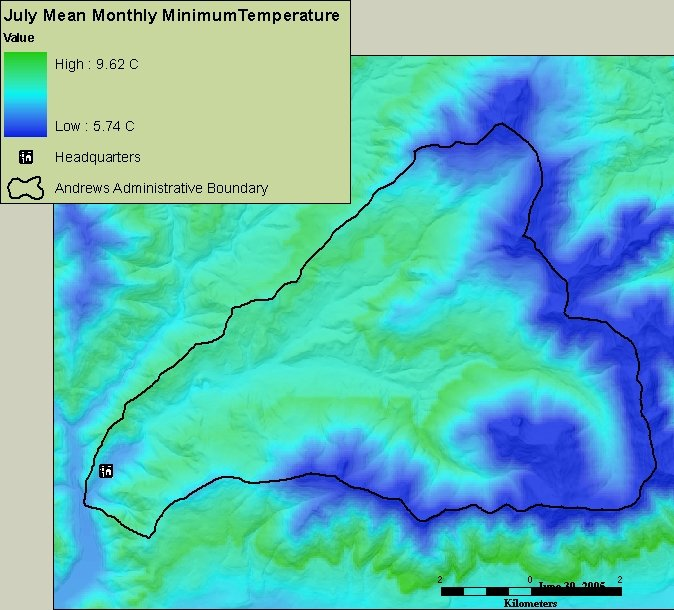 July Mean Monthly MinimumTemperature
Value
High : 9.62 C
Low : 5.74 C
Headquarters
Andrews Administrative Boundary
2 0 2
June 30, 2005
Kilometers